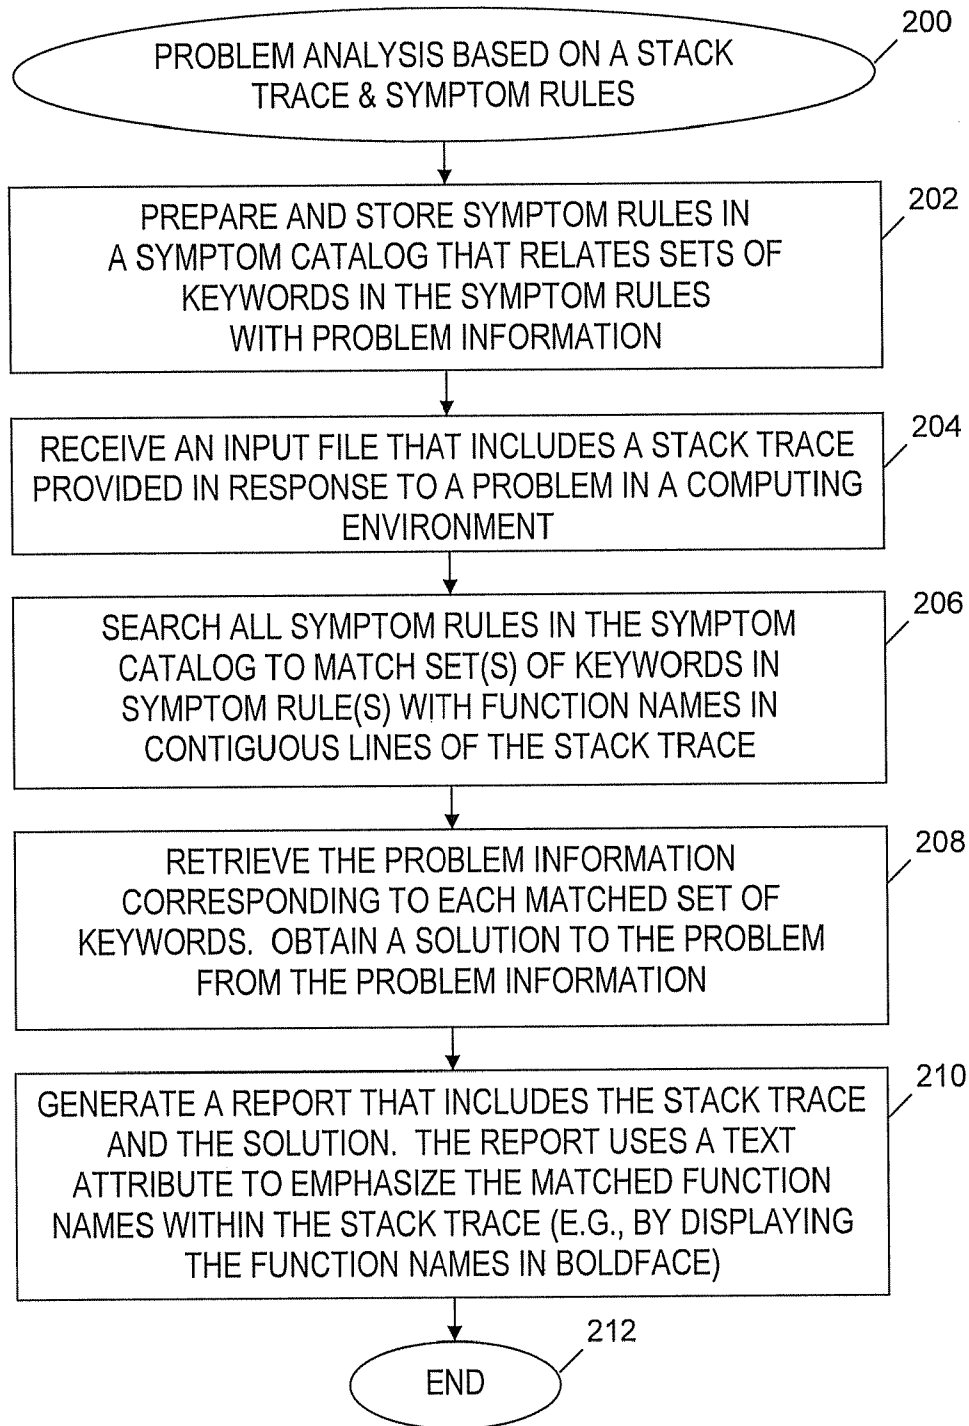 200
PROBLEM ANALYSIS BASED ON A STACK
TRACE & SYMPTOM RULES
202
PREPARE AND STORE SYMPTOM RULES IN
A SYMPTOM CATALOG THAT RELATES SETS OF
KEYWORDS IN THE SYMPTOM RULES
WITH PROBLEM INFORMATION
204
RECEIVE AN INPUT FILE THAT INCLUDES A STACK TRACE
PROVIDED IN RESPONSE TO A PROBLEM IN A COMPUTING
ENVIRONMENT
206
SEARCH ALL SYMPTOM RULES IN THE SYMPTOM
CATALOG TO MATCH SET(S) OF KEYWORDS IN
SYMPTOM RULE(S) WITH FUNCTION NAMES IN
CONTIGUOUS LINES OF THE STACK TRACE
208
RETRIEVE THE PROBLEM INFORMATION
CORRESPONDING TO EACH MATCHED SET OF
KEYWORDS. OBTAIN A SOLUTION TO THE PROBLEM
FROM THE PROBLEM INFORMATION
210
GENERATE A REPORT THAT INCLUDES THE STACK TRACE
AND THE SOLUTION. THE REPORT USES A TEXT
ATTRIBUTE TO EMPHASIZE THE MATCHED FUNCTION
NAMES WITHIN THE STACK TRACE (E.G., BY DISPLAYING
THE FUNCTION NAMES IN BOLDFACE)
212
END